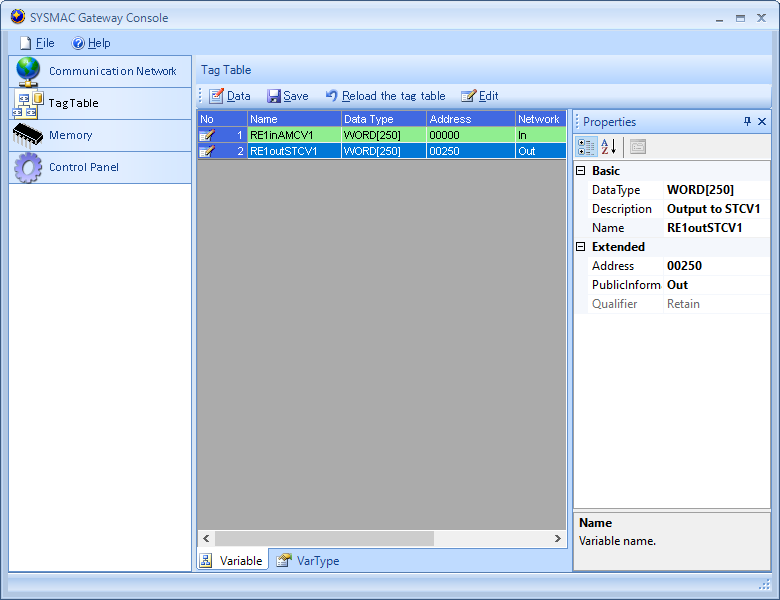 SYSMAC Gateway Console
File Help
Communication Network
Tag Table
Memory
Control Panel
Tag Table
Data Save Reload the tag table Edit
No Name Data Type Address Network
1 RE1inAMCV1 WORD[250] 00000 In
2 RE1outSTCV1 WORD[250] 00250 Out
Variable VarType
Properties
Basic
DataType WORD[250]
Description Output to STCV1
Name RE1outSTCV1
Extended
Address 00250
PublicInform Out
Qualifier Retain
Name
Variable name.